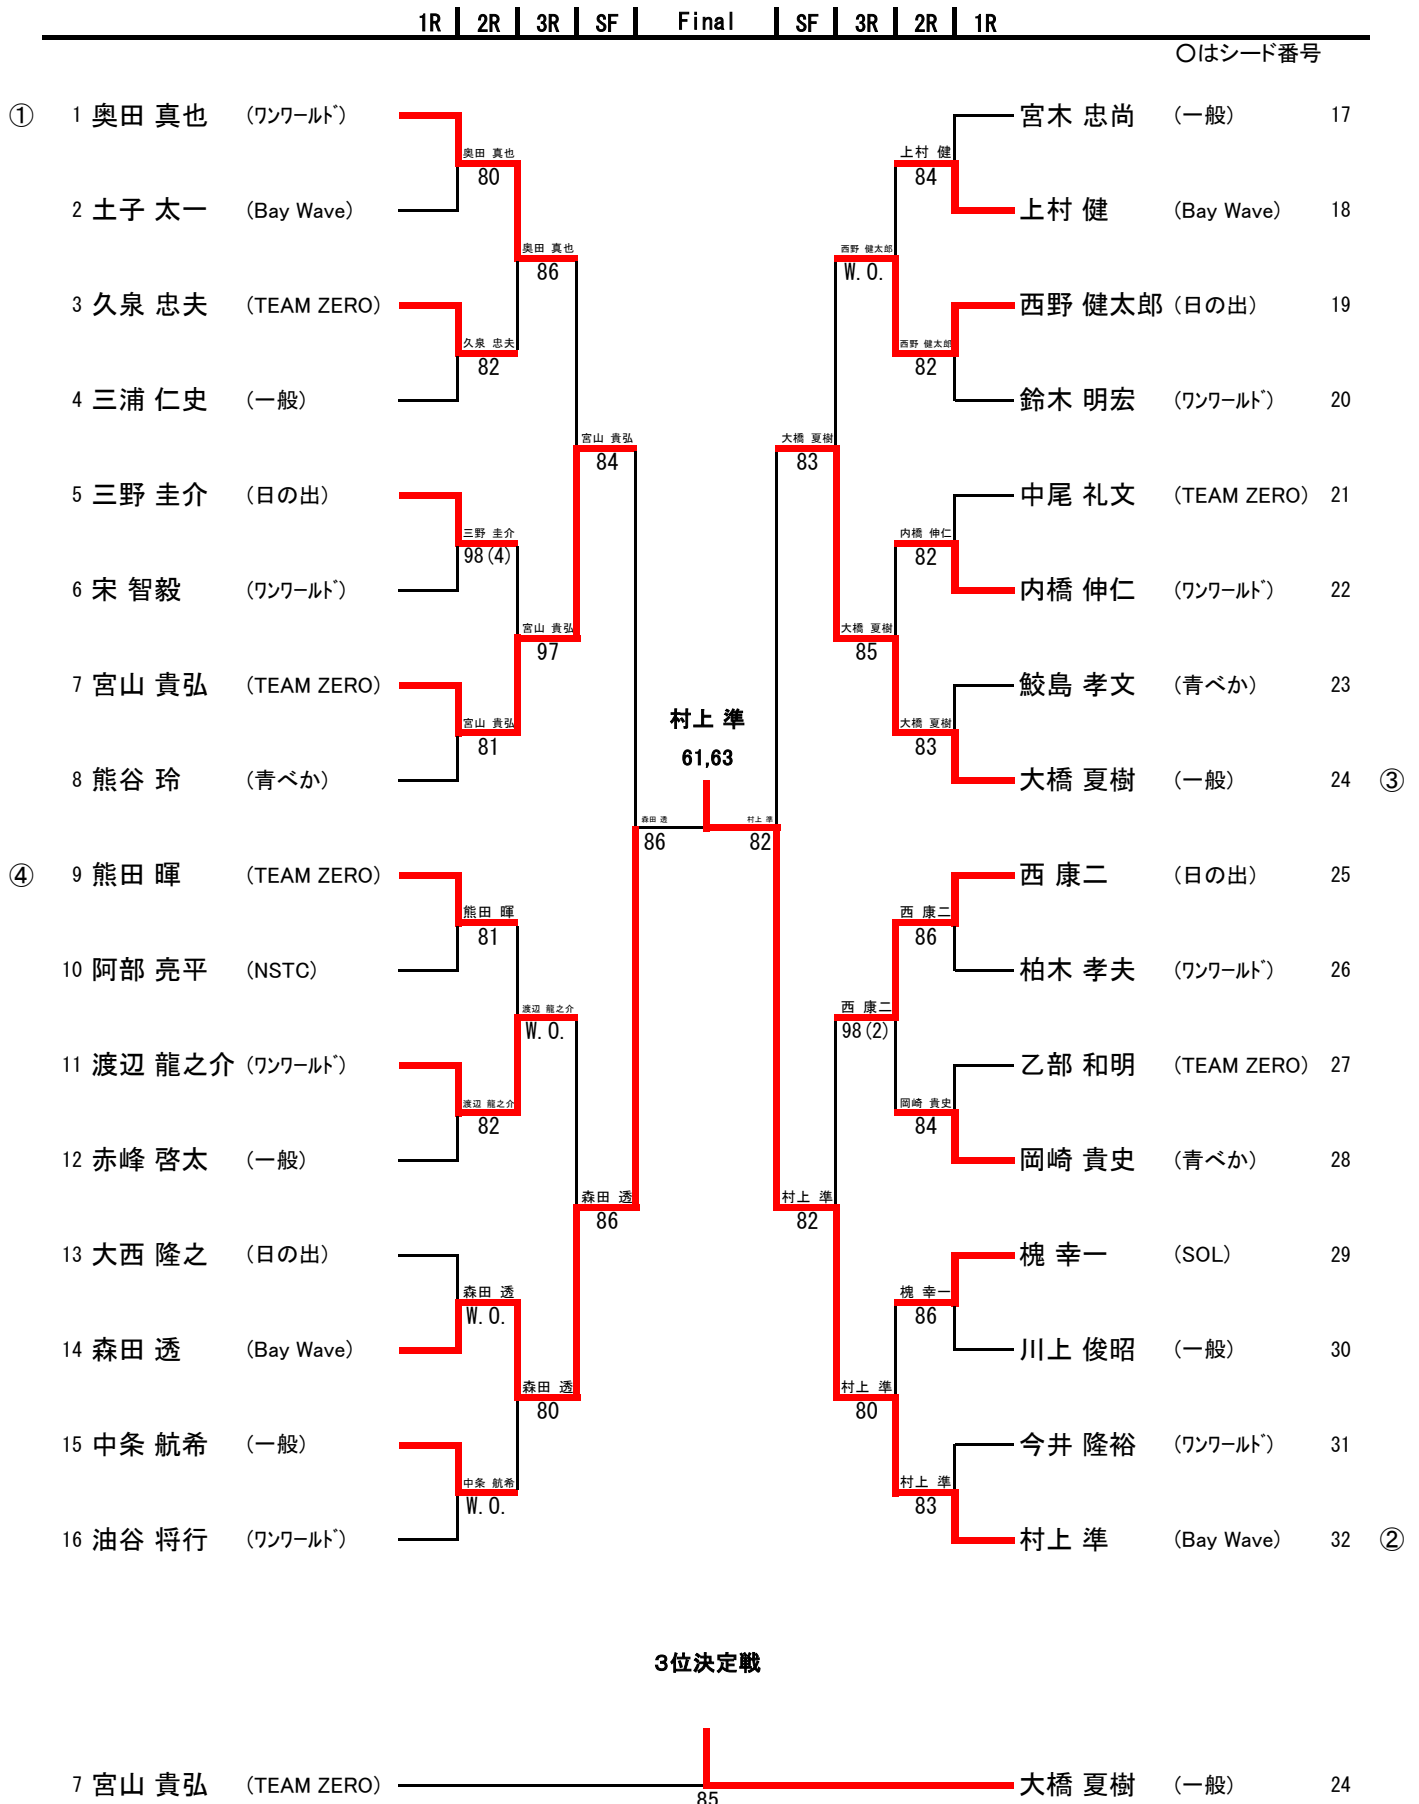 1R 2R 3R SF Final SF 3R 2R 1R
○はシード番号
① 1 奥田 真也 (ワンワールド) 宮木 忠尚 (一般) 17
奥田 真也 上村 健
80 84
2 土子 太一 (Bay Wave) 上村 健 (Bay Wave) 18
奥田 真也 西野 健太郎
86 W.O.
3 久泉 忠夫 (TEAM ZERO) 西野 健太郎 (日の出) 19
久泉 忠夫 西野 健太郎
82 82
4 三浦 仁史 (一般) 鈴木 明宏 (ワンワールド) 20
宮山 貴弘 大橋 夏樹
84 83
5 三野 圭介 (日の出) 中尾 礼文 (TEAM ZERO) 21
三野 圭介 内橋 伸仁
98(4) 82
6 宋 智毅 (ワンワールド) 内橋 伸仁 (ワンワールド) 22
宮山 貴弘 大橋 夏樹
97 85
7 宮山 貴弘 (TEAM ZERO) 鮫島 孝文 (青べか) 23
村上 準
宮山 貴弘 大橋 夏樹
81 83
61,63
8 熊谷 玲 (青べか) 大橋 夏樹 (一般) 24 ③
森田 透 村上 準
86 82
④ 9 熊田 暉 (TEAM ZERO) 西 康二 (日の出) 25
熊田 暉 西 康二
81 86
10 阿部 亮平 (NSTC) 柏木 孝夫 (ワンワールド) 26
渡辺 龍之介 西 康二
W.O. 98(2)
11 渡辺 龍之介 (ワンワールド) 乙部 和明 (TEAM ZERO) 27
渡辺 龍之介 岡崎 貴史
82 84
12 赤峰 啓太 (一般) 岡崎 貴史 (青べか) 28
森田 透 村上 準
86 82
13 大西 隆之 (日の出) 槐 幸一 (SOL) 29
森田 透 槐 幸一
W.O. 86
14 森田 透 (Bay Wave) 川上 俊昭 (一般) 30
森田 透 村上 準
80 80
15 中条 航希 (一般) 今井 隆裕 (ワンワールド) 31
中条 航希 村上 準
W.O. 83
16 油谷 将行 (ワンワールド) 村上 準 (Bay Wave) 32 ②
3位決定戦
7 宮山 貴弘 (TEAM ZERO) 大橋 夏樹 (一般) 24
85